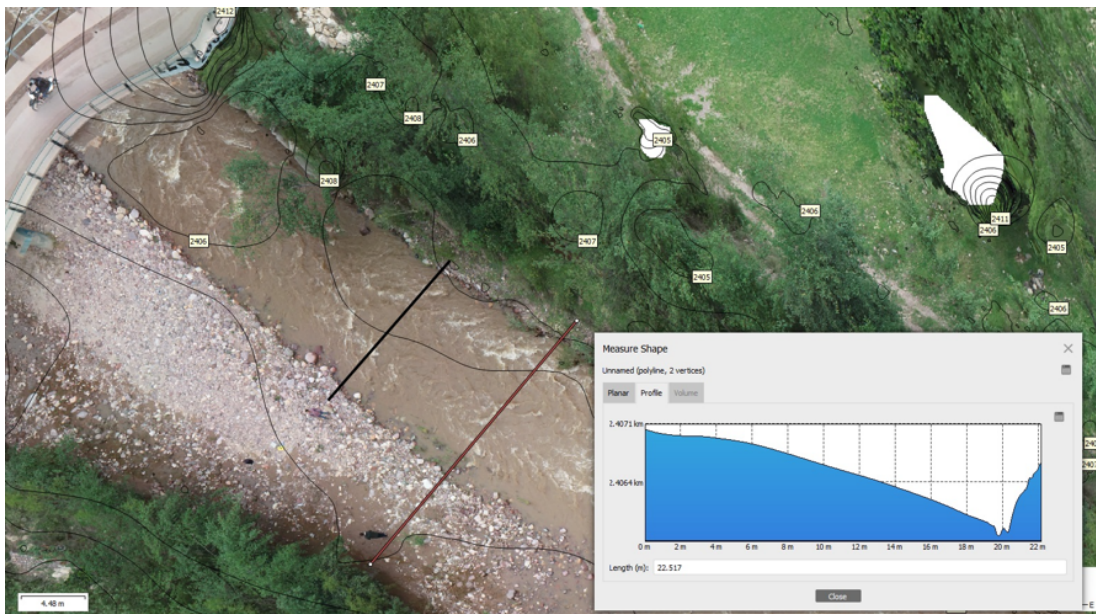 2412
2407
2408
2406
2405
2408
2406
2411
2406
2406
2407
2405
2405
2406
Measure Shape
Unnamed (polyline, 2 vertices)
Planar Profile Volume
2.4071 km
2.4064 km
0 m 2 m 4 m 6 m 8 m 10 m 12 m 14 m 16 m 18 m 20 m 22 m
Length (m): 22.517
Close
4.48 m
E